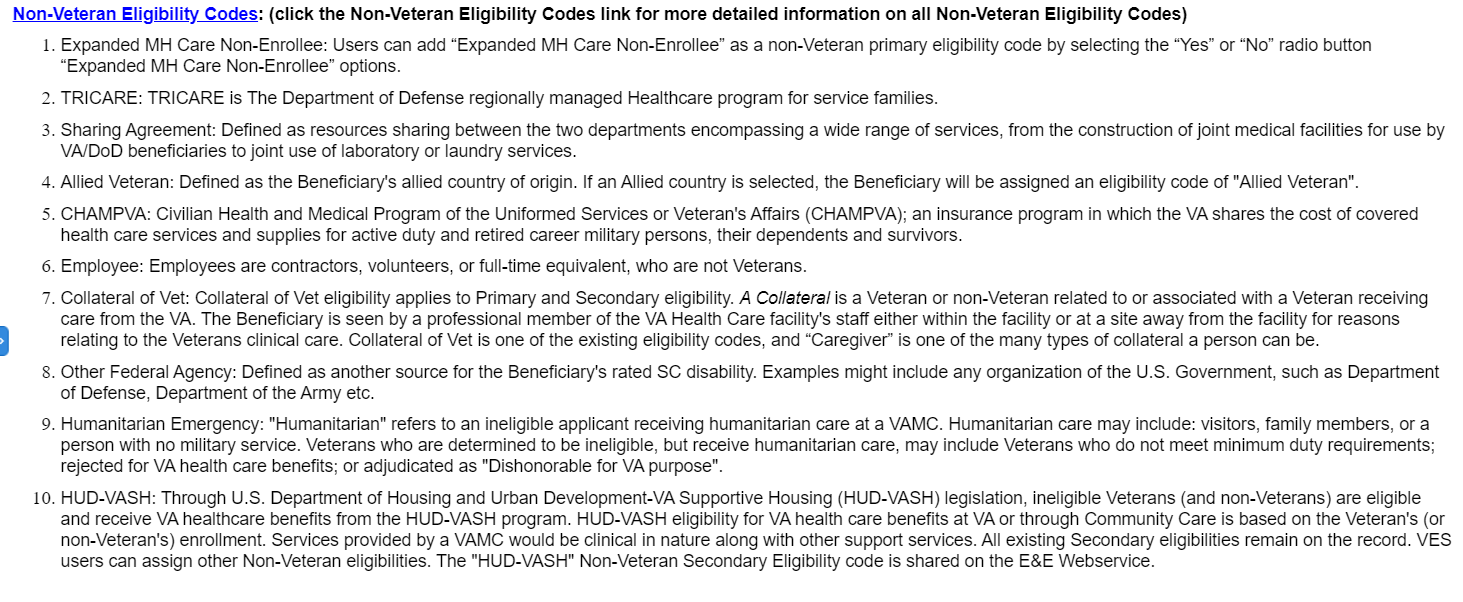 Non-Veteran Eligibility Codes: (click the Non-Veteran Eligibility Codes link for more detailed information on all Non-Veteran Eligibility Codes)
1. Expanded MH Care Non-Enrollee: Users can add “Expanded MH Care Non-Enrollee” as a non-Veteran primary eligibility code by selecting the “Yes” or “No” radio button
“Expanded MH Care Non-Enrollee” options.
2. TRICARE: TRICARE is The Department of Defense regionally managed Healthcare program for service families.
3. Sharing Agreement: Defined as resources sharing between the two departments encompassing a wide range of services, from the construction of joint medical facilities for use by
VA/DoD beneficiaries to joint use of laboratory or laundry services.
4. Allied Veteran: Defined as the Beneficiary's allied country of origin. If an Allied country is selected, the Beneficiary will be assigned an eligibility code of "Allied Veteran".
5. CHAMPVA: Civilian Health and Medical Program of the Uniformed Services or Veteran's Affairs (CHAMPVA); an insurance program in which the VA shares the cost of covered
health care services and supplies for active duty and retired career military persons, their dependents and survivors.
6. Employee: Employees are contractors, volunteers, or full-time equivalent, who are not Veterans.
7. Collateral of Vet: Collateral of Vet eligibility applies to Primary and Secondary eligibility. A Collateral is a Veteran or non-Veteran related to or associated with a Veteran receiving
care from the VA. The Beneficiary is seen by a professional member of the VA Health Care facility's staff either within the facility or at a site away from the facility for reasons
relating to the Veterans clinical care. Collateral of Vet is one of the existing eligibility codes, and “Caregiver” is one of the many types of collateral a person can be.
8. Other Federal Agency: Defined as another source for the Beneficiary's rated SC disability. Examples might include any organization of the U.S. Government, such as Department
of Defense, Department of the Army etc.
9. Humanitarian Emergency: "Humanitarian" refers to an ineligible applicant receiving humanitarian care at a VAMC. Humanitarian care may include: visitors, family members, or a
person with no military service. Veterans who are determined to be ineligible, but receive humanitarian care, may include Veterans who do not meet minimum duty requirements;
rejected for VA health care benefits; or adjudicated as "Dishonorable for VA purpose".
10. HUD-VASH: Through U.S. Department of Housing and Urban Development-VA Supportive Housing (HUD-VASH) legislation, ineligible Veterans (and non-Veterans) are eligible
and receive VA healthcare benefits from the HUD-VASH program. HUD-VASH eligibility for VA health care benefits at VA or through Community Care is based on the Veteran's (or
non-Veteran's) enrollment. Services provided by a VAMC would be clinical in nature along with other support services. All existing Secondary eligibilities remain on the record. VES
users can assign other Non-Veteran eligibilities. The "HUD-VASH" Non-Veteran Secondary Eligibility code is shared on the E&E Webservice.